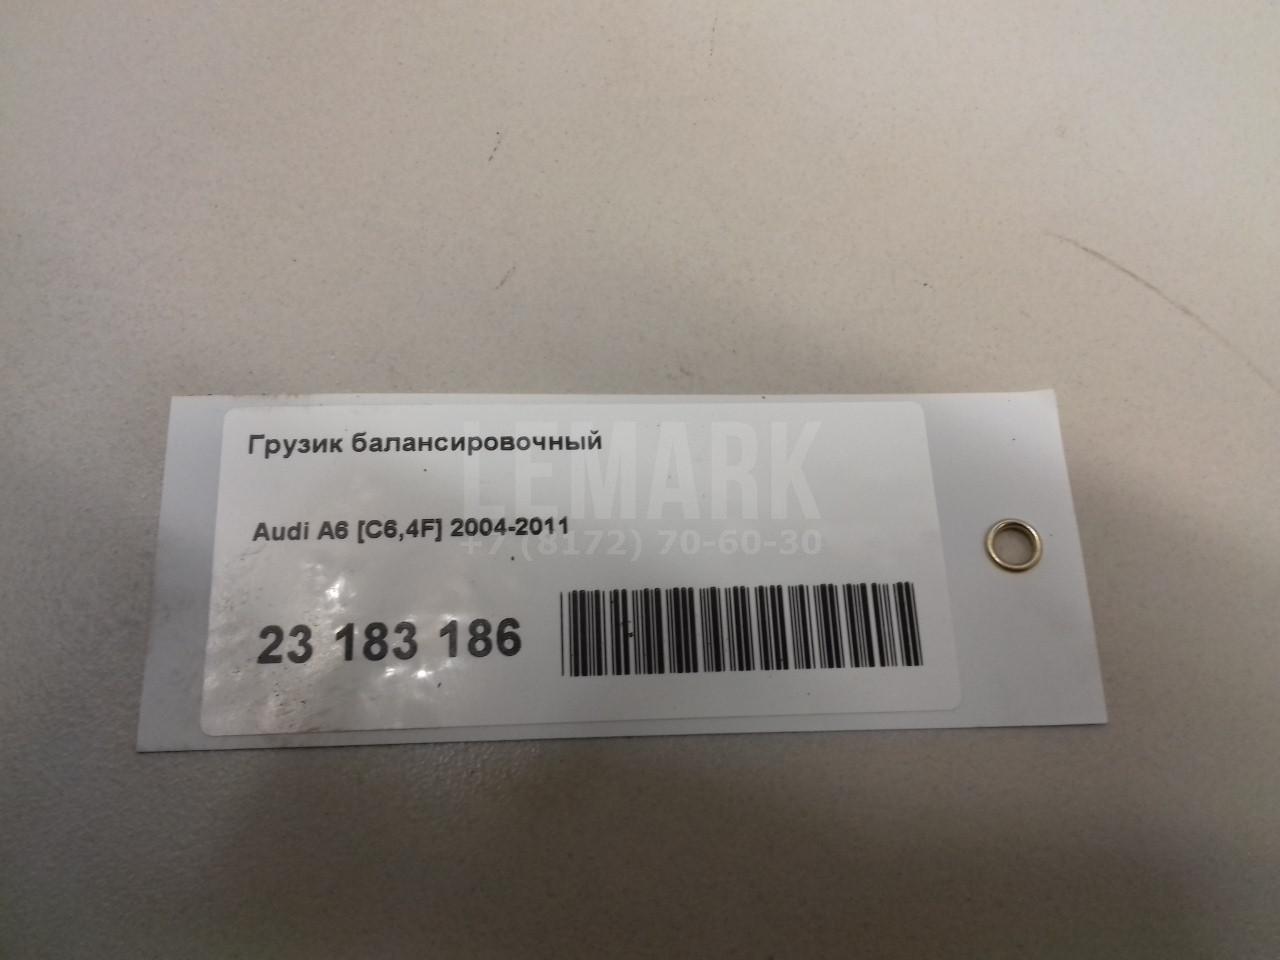 Грузик балансировочный
LEMARK
Audi A6 [C6,4F] 2004-2011
+7 (8172) 70-60-30
23 183 186